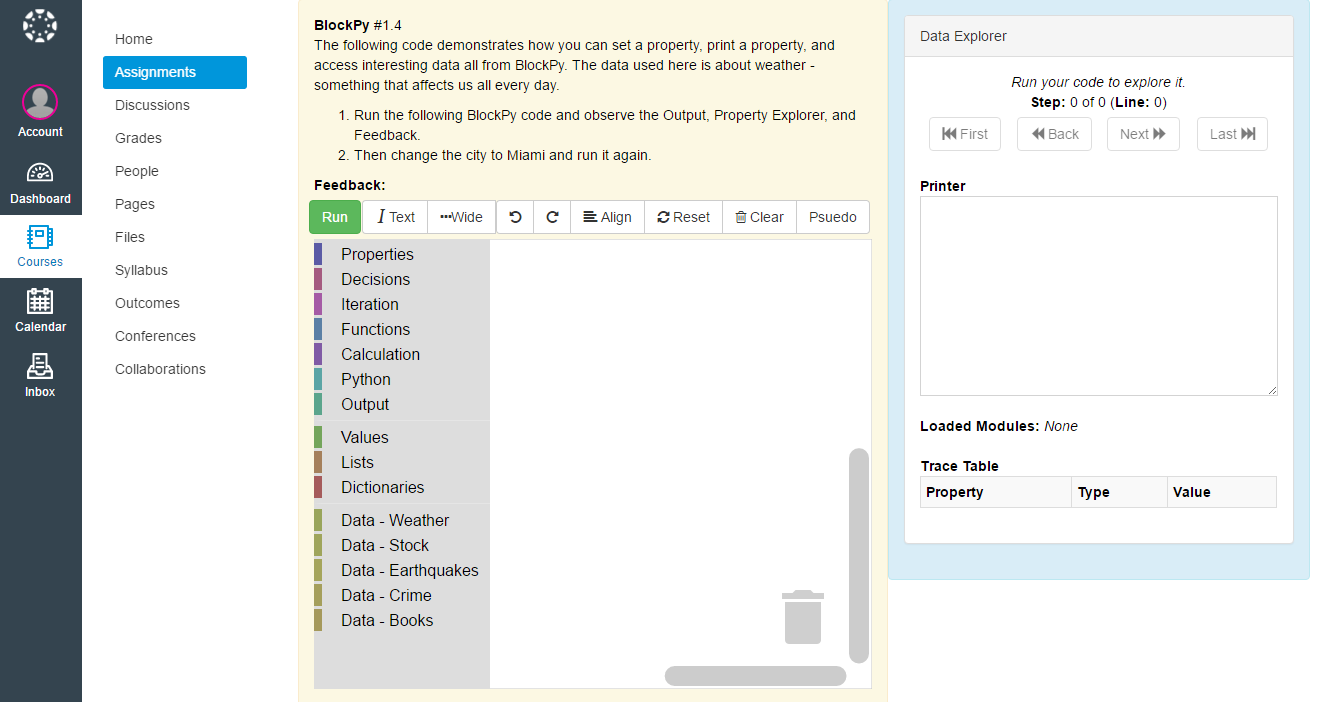 Account
Dashboard
Courses
Calendar
Inbox
Home
Assignments
Discussions
Grades
People
Pages
Files
Syllabus
Outcomes
Conferences
Collaborations
BlockPy #1.4
The following code demonstrates how you can set a property, print a property, and
access interesting data all from BlockPy. The data used here is about weather -
something that affects us all every day.
1. Run the following BlockPy code and observe the Output, Property Explorer, and
Feedback.
2. Then change the city to Miami and run it again.
Feedback:
Run I Text Wide Align Reset Clear Psuedo
Properties
Decisions
Iteration
Functions
Calculation
Python
Output
Values
Lists
Dictionaries
Data - Weather
Data - Stock
Data - Earthquakes
Data - Crime
Data - Books
Data Explorer
Run your code to explore it.
Step: 0 of 0 (Line: 0)
First Back Next Last
Printer
Loaded Modules: None
Trace Table
Property Type Value